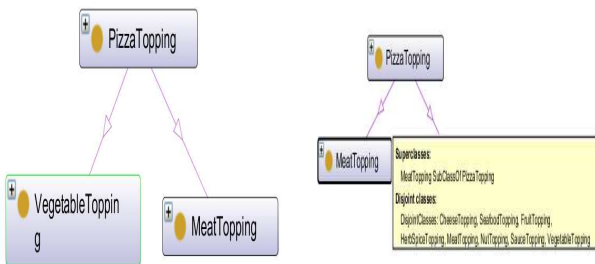 PizzaTopping
VegetableToppin
g
MeatTopping
PizzaTopping
MeatTopping
Superclasses:
MeatTopping SubClassOf PizzaTopping
Disjoint classes:
DisjointClasses: CheeseTopping, SeafoodTopping, FruitTopping,
HerbSpiceTopping, MeatTopping, NutTopping, SauceTopping, VegetableTopping